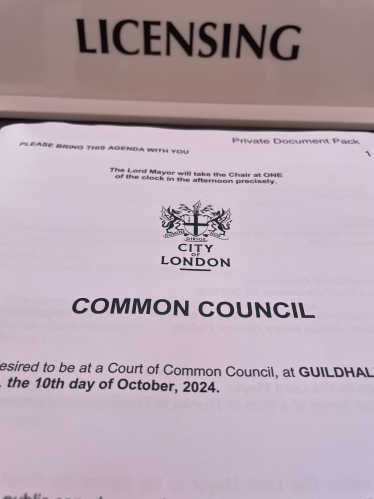 LICENSING
PLEASE BRING THIS AGENDA WITH YOU
Private Document Pack
1
The Lord Mayor will take the Chair at ONE
of the clock in the afternoon precisely.
CITY
OF
LONDON
COMMON COUNCIL
desired to be at a Court of Common Council, at GUILDHAL
the 10th day of October, 2024.